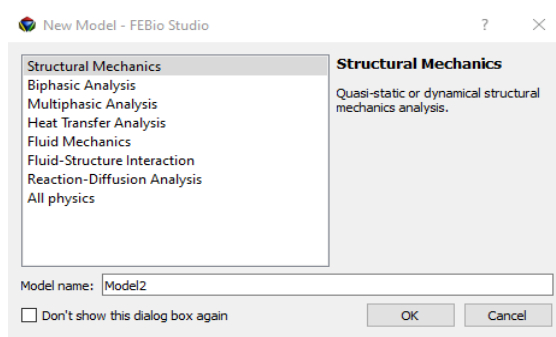 New Model - FEBio Studio
Structural Mechanics
Biphasic Analysis
Multiphasic Analysis
Heat Transfer Analysis
Fluid Mechanics
Fluid-Structure Interaction
Reaction-Diffusion Analysis
All physics
Structural Mechanics
Quasi-static or dynamical structural
mechanics analysis.
Model name: Model2
Don't show this dialog box again
OK Cancel